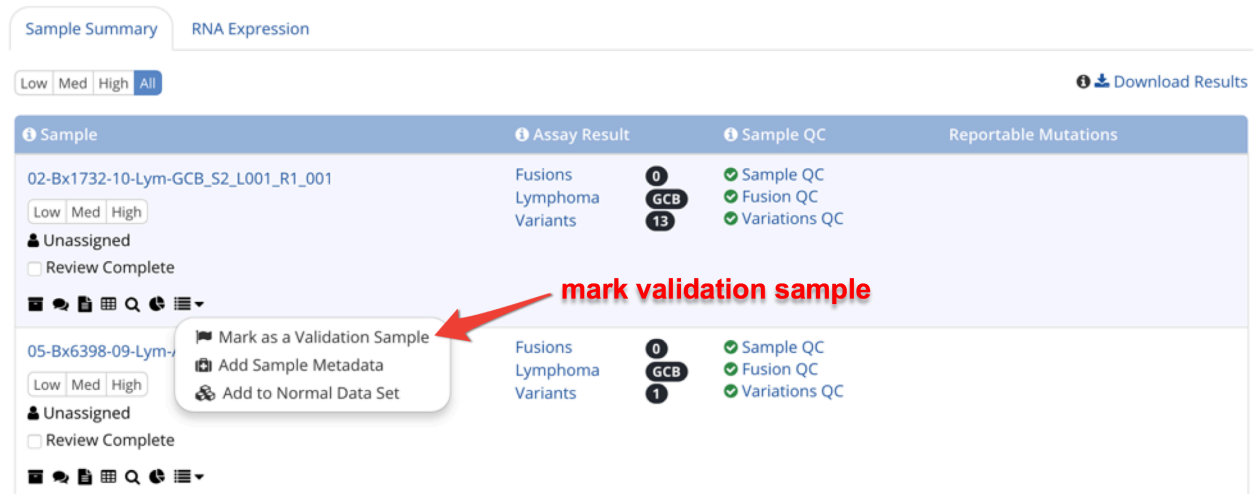 Sample Summary RNA Expression
Low Med High All
Download Results
Sample Assay Result Sample QC Reportable Mutations
02-Bx1732-10-Lym-GCB_S2_L001_R1_001
Low Med High
Unassigned
Review Complete
Fusions 0
Lymphoma GCB
Variants 13
Sample QC
Fusion QC
Variations QC
mark validation sample
Mark as a Validation Sample
Add Sample Metadata
Add to Normal Data Set
05-Bx6398-09-Lym-
Low Med High
Unassigned
Review Complete
Fusions 0
Lymphoma GCB
Variants 1
Sample QC
Fusion QC
Variations QC